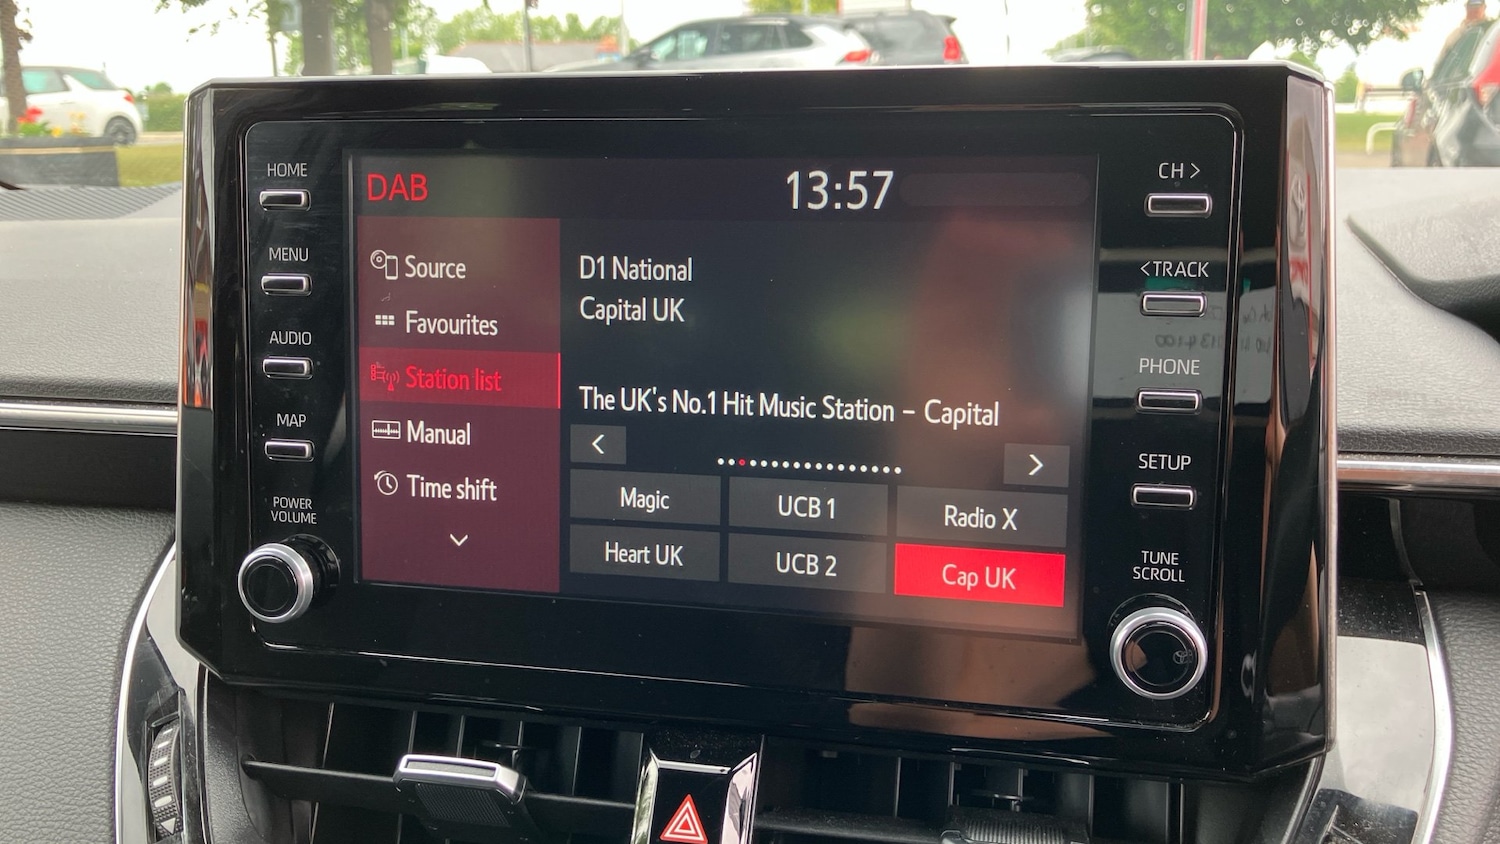 HOME
MENU
AUDIO
MAP
POWER
VOLUME
DAB
13:57
Source
Favourites
Station list
Manual
Time shift
D1 National
Capital UK
The UK's No.1 Hit Music Station – Capital
<
>
Magic
UCB 1
Radio X
Heart UK
UCB 2
Cap UK
CH >
< TRACK
PHONE
SETUP
TUNE
SCROLL